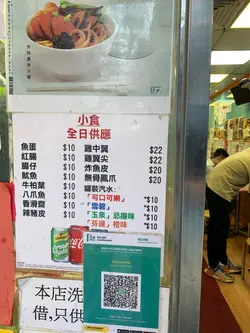 小食
全日供應
魚蛋 $10
紅腸 $10
腸仔 $10
魷魚 $10
牛柏葉 $10
八爪魚 $10
香滑齋 $10
辣豬皮 $10
雞中翼 $22
雞翼尖 $22
炸魚皮 $20
無骨鳳爪 $20
罐裝汽水:
「可口可樂」 *$10
「雪碧」 *$10
「玉泉」忌廉味 *$10
「芬達」橙味 *$10
本店洗
借,只供